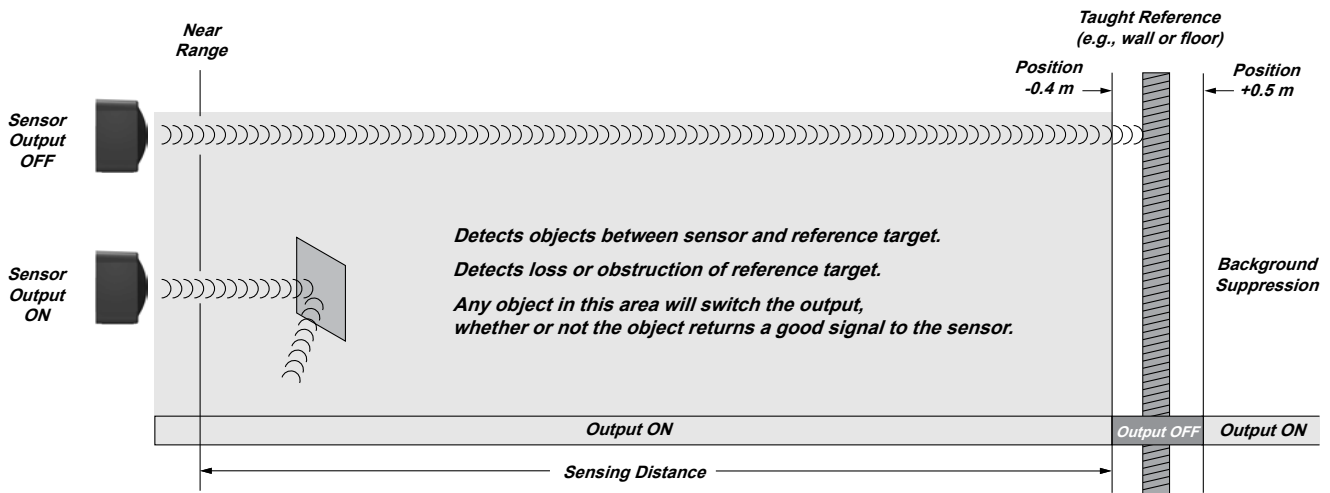 Near
Range
Taught Reference
(e.g., wall or floor)
Position
-0.4 m
Position
+0.5 m
Sensor
Output
OFF
Detects objects between sensor and reference target.
Detects loss or obstruction of reference target.
Any object in this area will switch the output,
whether or not the object returns a good signal to the sensor.
Sensor
Output
ON
Background
Suppression
Output ON
Output OFF
Output ON
Sensing Distance